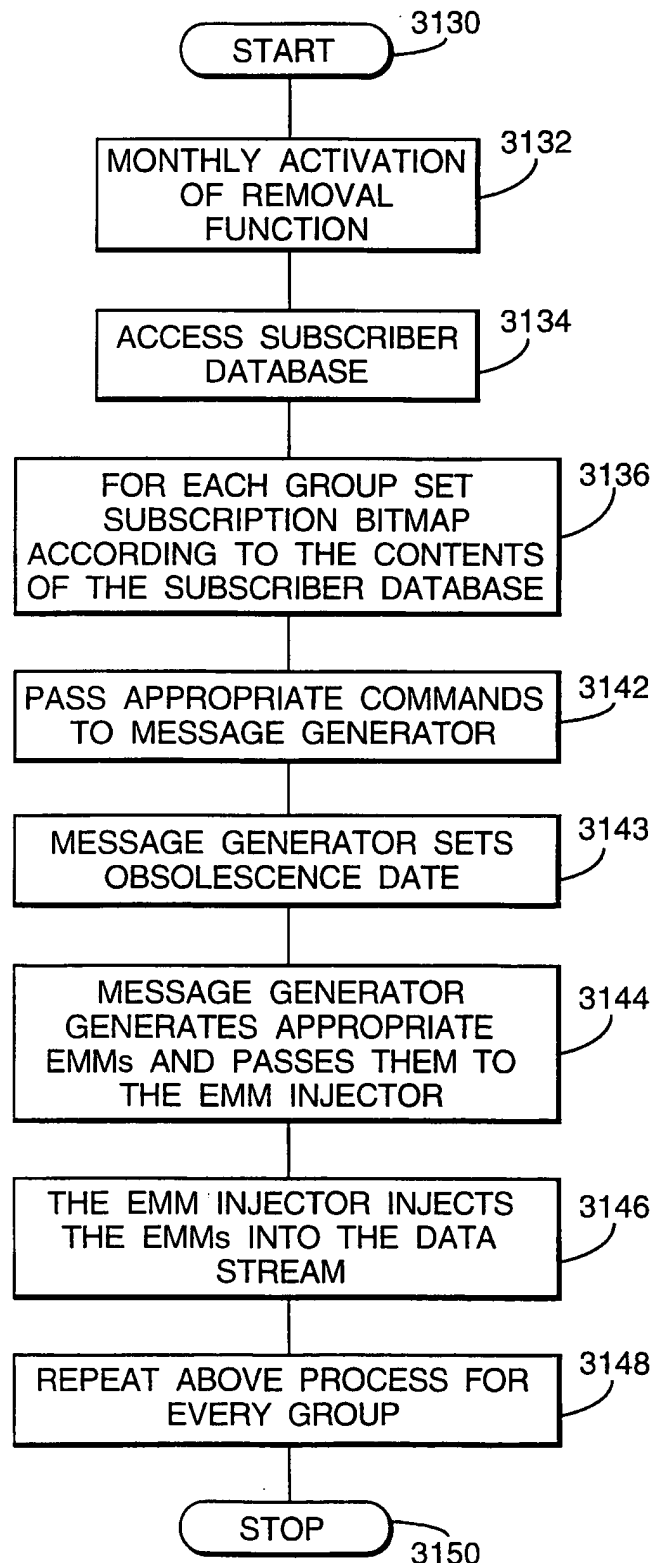 3130
START
3132
MONTHLY ACTIVATION
OF REMOVAL
FUNCTION
3134
ACCESS SUBSCRIBER
DATABASE
3136
FOR EACH GROUP SET
SUBSCRIPTION BITMAP
ACCORDING TO THE CONTENTS
OF THE SUBSCRIBER DATABASE
3142
PASS APPROPRIATE COMMANDS
TO MESSAGE GENERATOR
3143
MESSAGE GENERATOR SETS
OBSOLESCENCE DATE
3144
MESSAGE GENERATOR
GENERATES APPROPRIATE
EMMs AND PASSES THEM TO
THE EMM INJECTOR
3146
THE EMM INJECTOR INJECTS
THE EMMs INTO THE DATA
STREAM
3148
REPEAT ABOVE PROCESS FOR
EVERY GROUP
STOP
3150